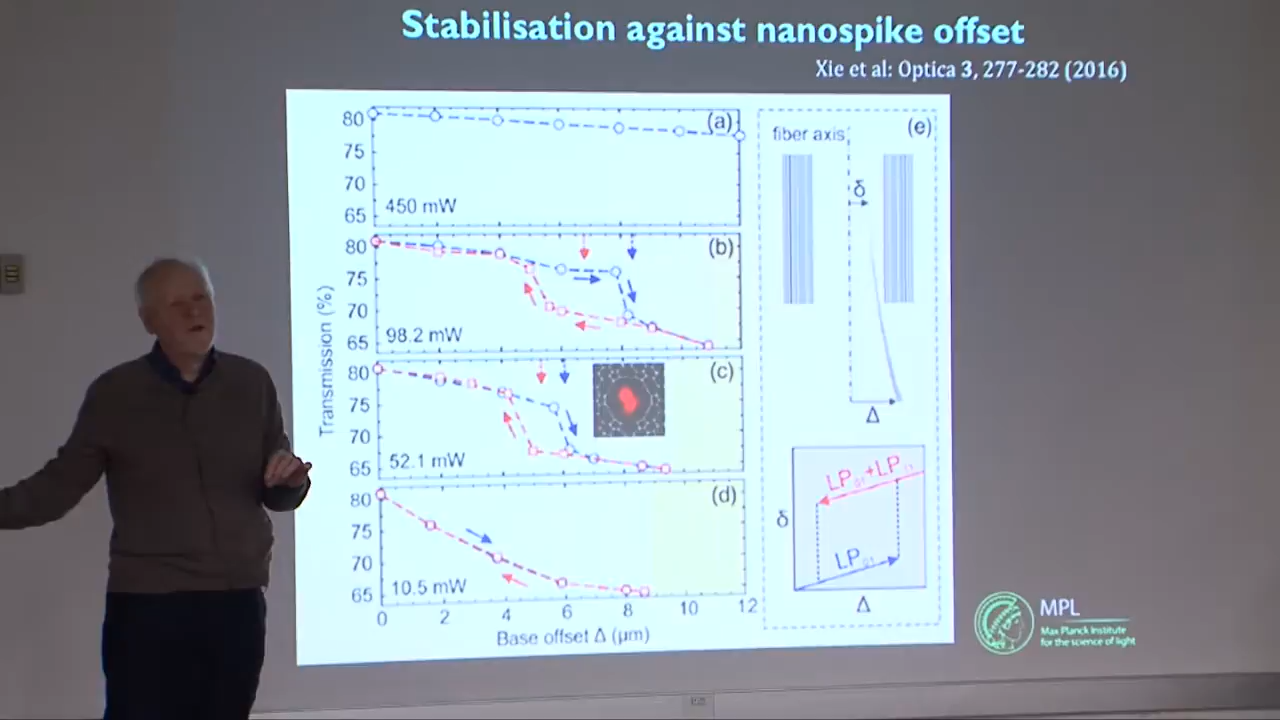 Stabilisation against nanospike offset
Xie et al: Optica 3, 277-282 (2016)
Transmission (%)
80
75
70
65
(a)
450 mW
80
75
70
65
(b)
98.2 mW
80
75
70
65
(c)
52.1 mW
80
75
70
65
(d)
10.5 mW
0 2 4 6 8 10 12
Base offset Δ (μm)
(e)
fiber axis
δ
Δ
LP01+LP11
δ
LP01
Δ
MPL
Max Planck Institute
for the science of light